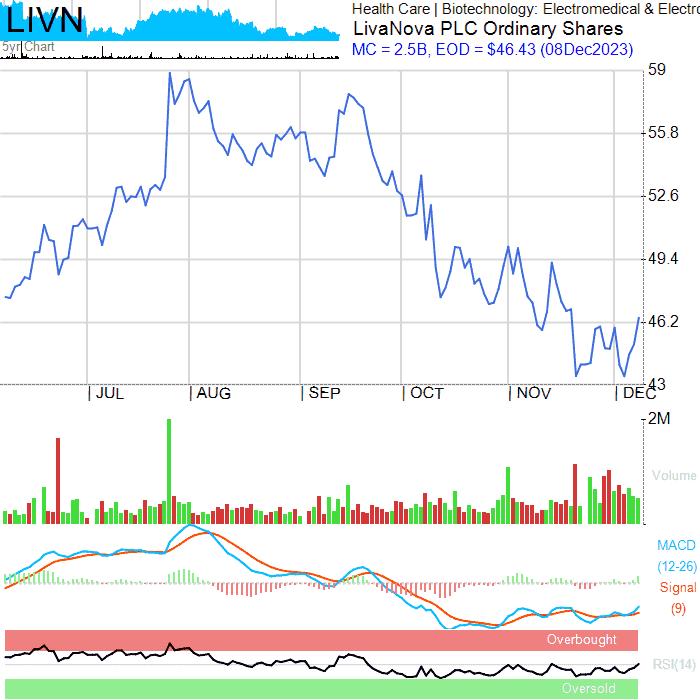 LIVN
5yr Chart
Health Care | Biotechnology: Electromedical & Electro
LivaNova PLC Ordinary Shares
MC = 2.5B, EOD = $46.43 (08Dec2023)
59
55.8
52.6
49.4
46.2
43
| JUL
| AUG
| SEP
| OCT
| NOV
| DEC
2M
Volume
MACD
(12-26)
Signal
(9)
Overbought
RSI(14)
Oversold